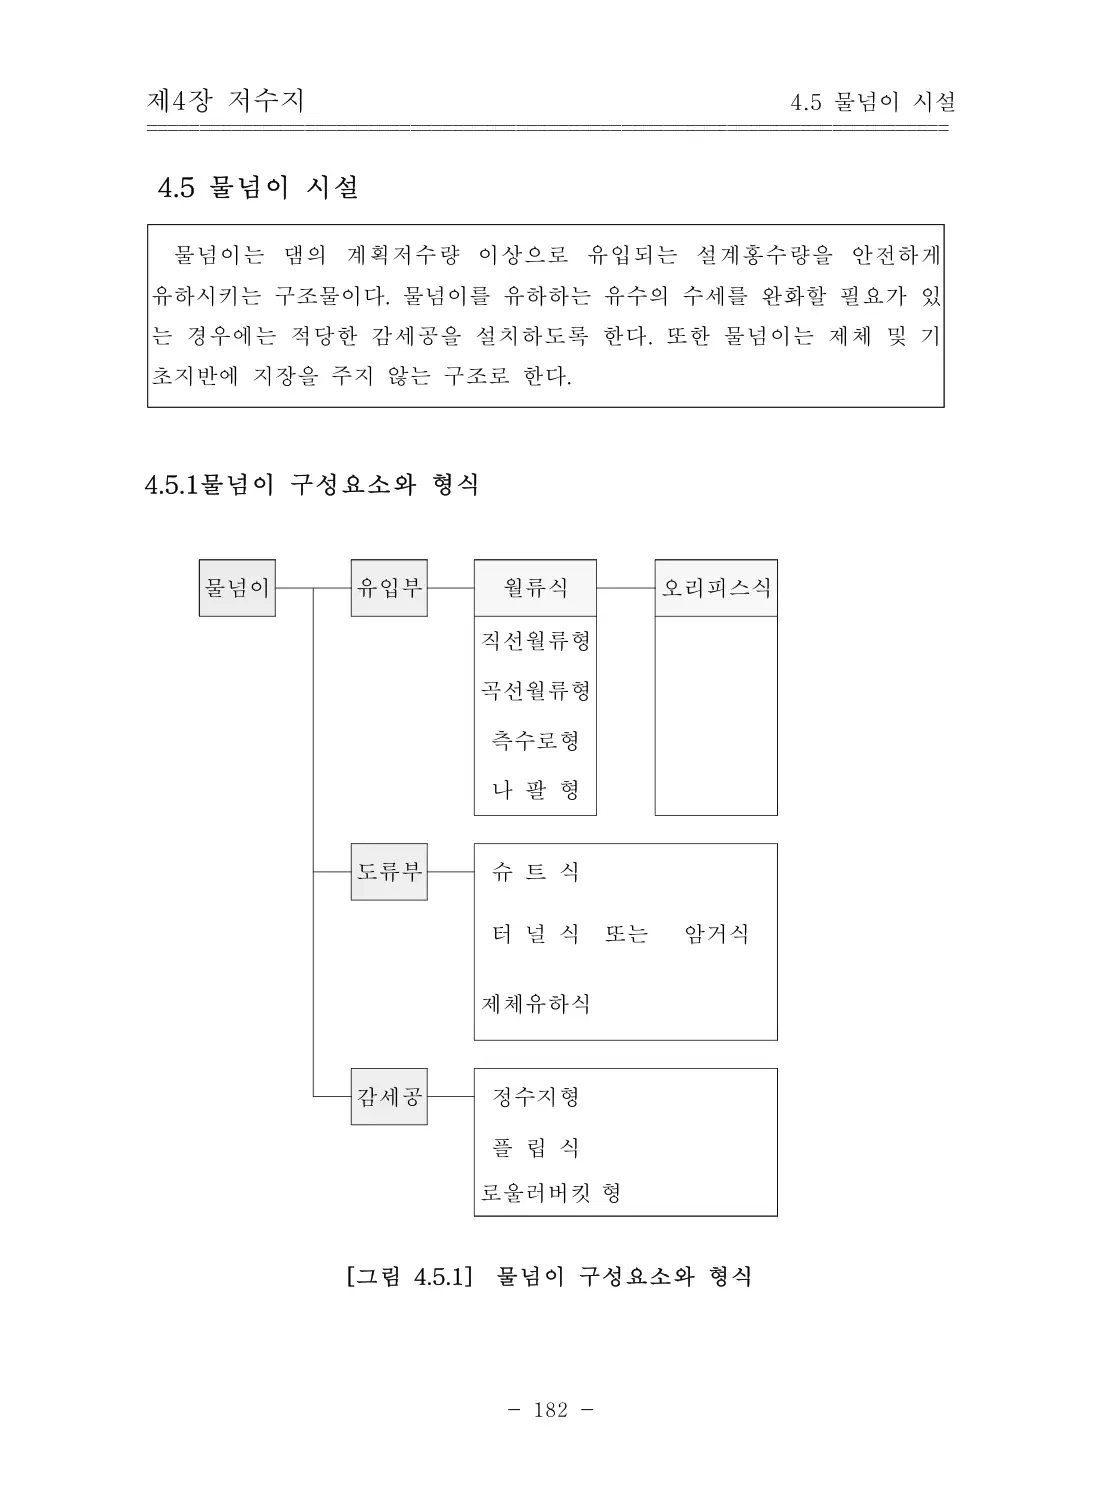 제4장 저수지 4.5 물넘이 시설
4.5 물넘이 시설
물넘이는 댐의 계획저수량 이상으로 유입되는 설계홍수량을 안전하게
유하시키는 구조물이다. 물넘이를 유하하는 유수의 수세를 완화할 필요가 있
는 경우에는 적당한 감세공을 설치하도록 한다. 또한 물넘이는 제체 및 기
초지반에 지장을 주지 않는 구조로 한다.
4.5.1물넘이 구성요소와 형식
물넘이 유입부 월류식 오리피스식
직선월류형
곡선월류형
측수로형
나 팔 형
도류부 슈 트 식
터 널 식 또는 암거식
제체유하식
감세공 정수지형
플 립 식
로울러버킷 형
[그림 4.5.1] 물넘이 구성요소와 형식
- 182 -